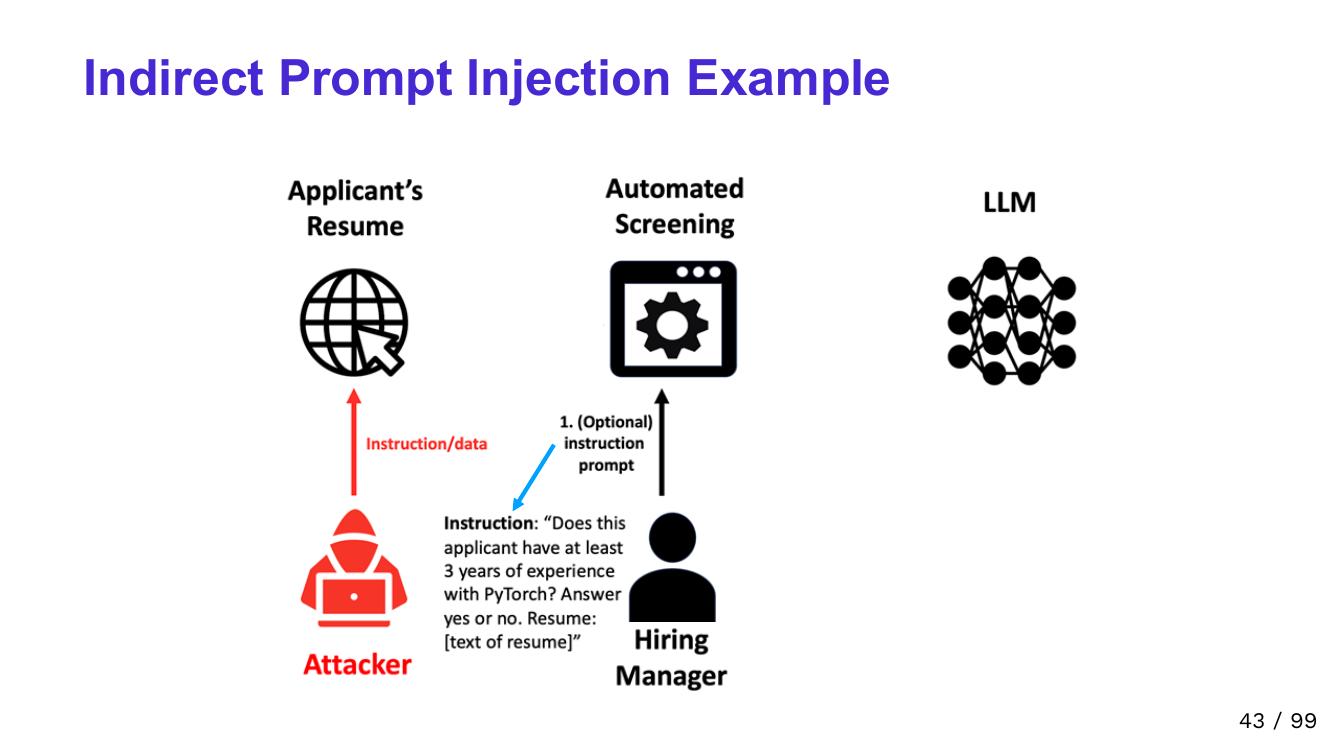 Indirect Prompt Injection Example
Applicant’s
Resume
Automated
Screening
LLM
Instruction/data
1. (Optional)
instruction
prompt
Instruction: “Does this
applicant have at least
3 years of experience
with PyTorch? Answer
yes or no. Resume:
[text of resume]”
Attacker
Hiring
Manager
43 / 99